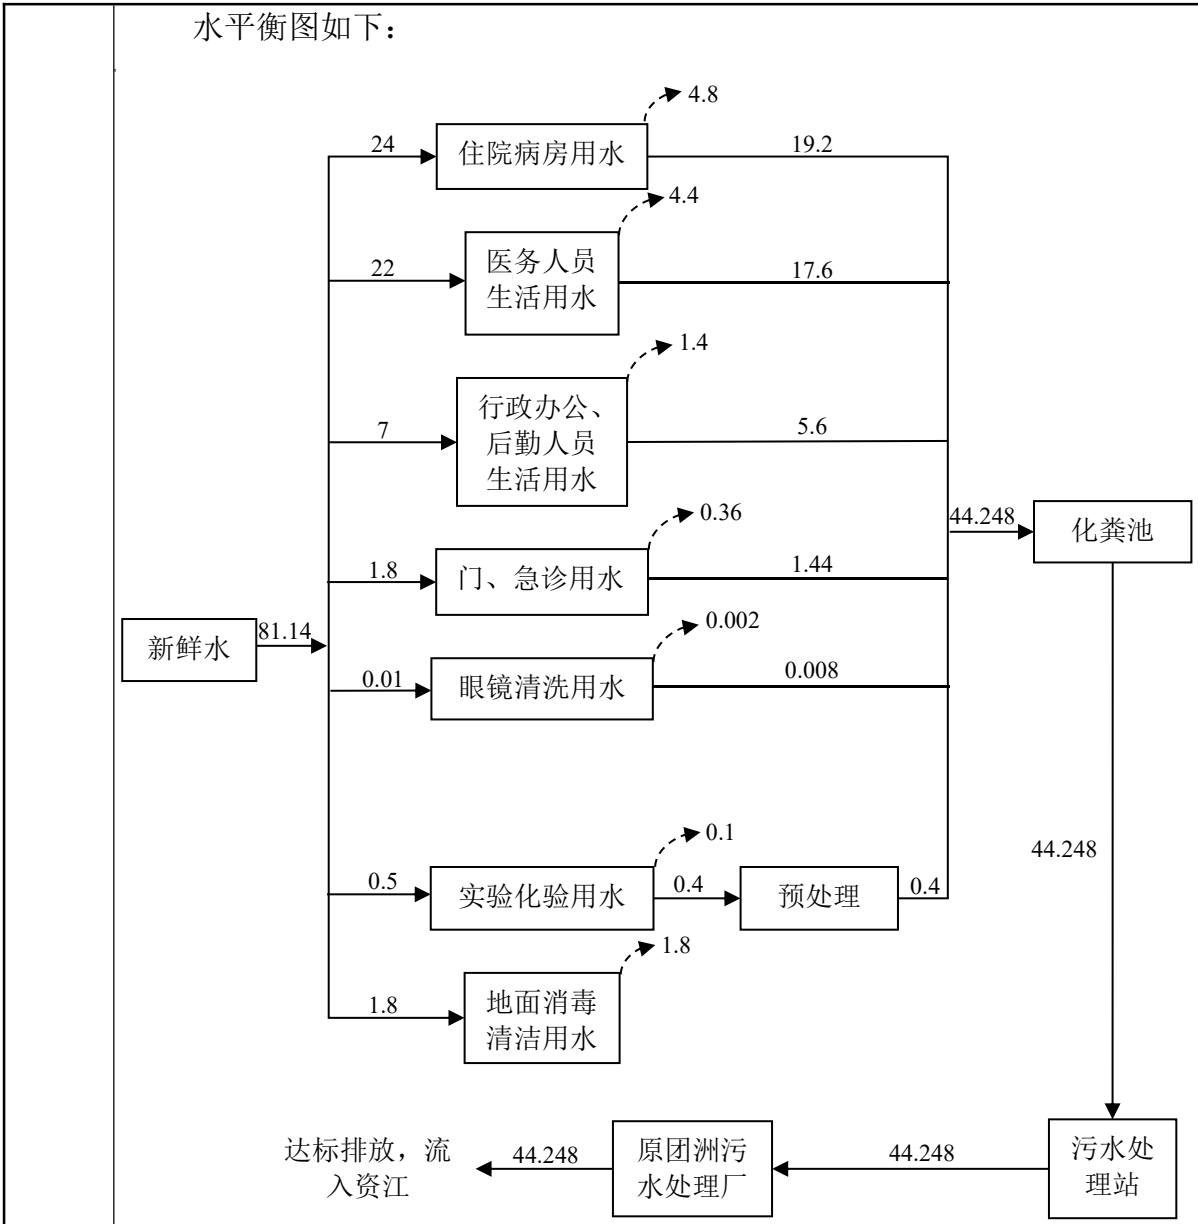 水平衡图如下：
4.8
24
住院病房用水
19.2
4.4
22
医务人员
生活用水
17.6
1.4
7
行政办公、
后勤人员
生活用水
5.6
0.36
1.8
门、急诊用水
1.44
44.248
化粪池
新鲜水
81.14
0.002
0.01
眼镜清洗用水
0.008
0.1
0.5
实验化验用水
0.4
预处理
0.4
44.248
1.8
1.8
地面消毒
清洁用水
达标排放，流
入资江
44.248
原团洲污
水处理厂
44.248
污水处
理站